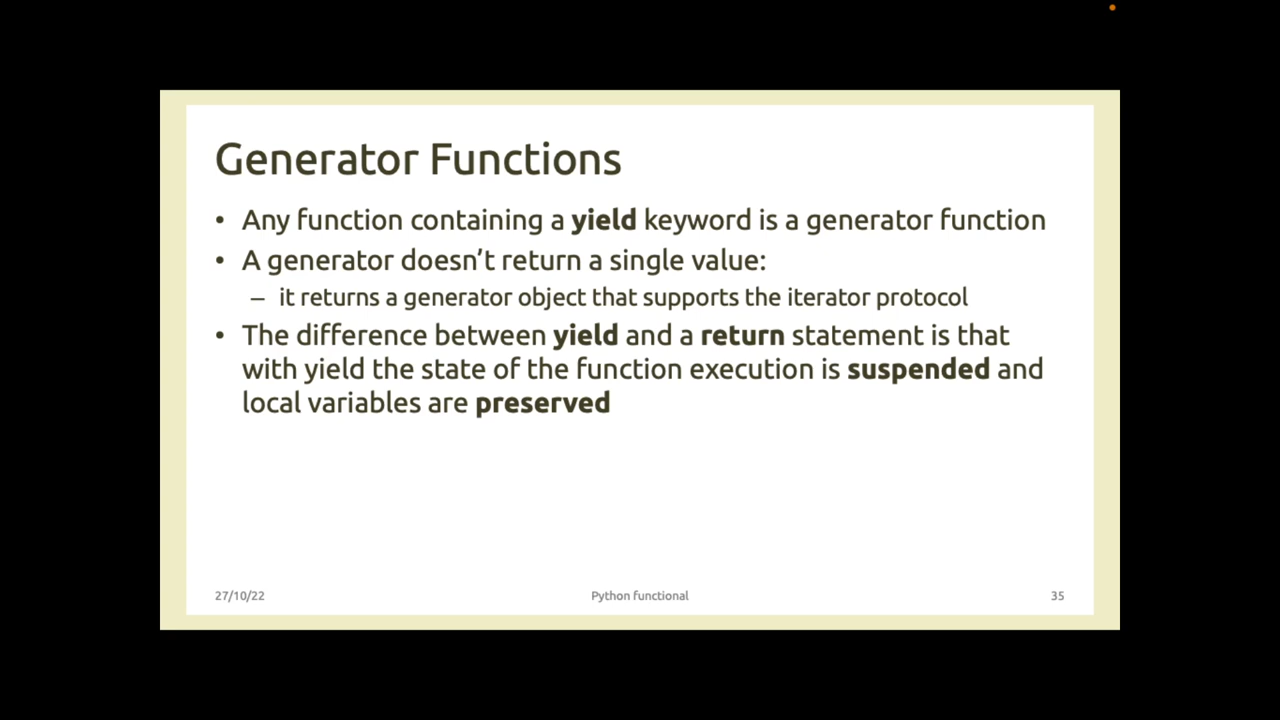 Generator Functions
• Any function containing a yield keyword is a generator function
• A generator doesn’t return a single value:
– it returns a generator object that supports the iterator protocol
• The difference between yield and a return statement is that
with yield the state of the function execution is suspended and
local variables are preserved
27/10/22
Python functional
35